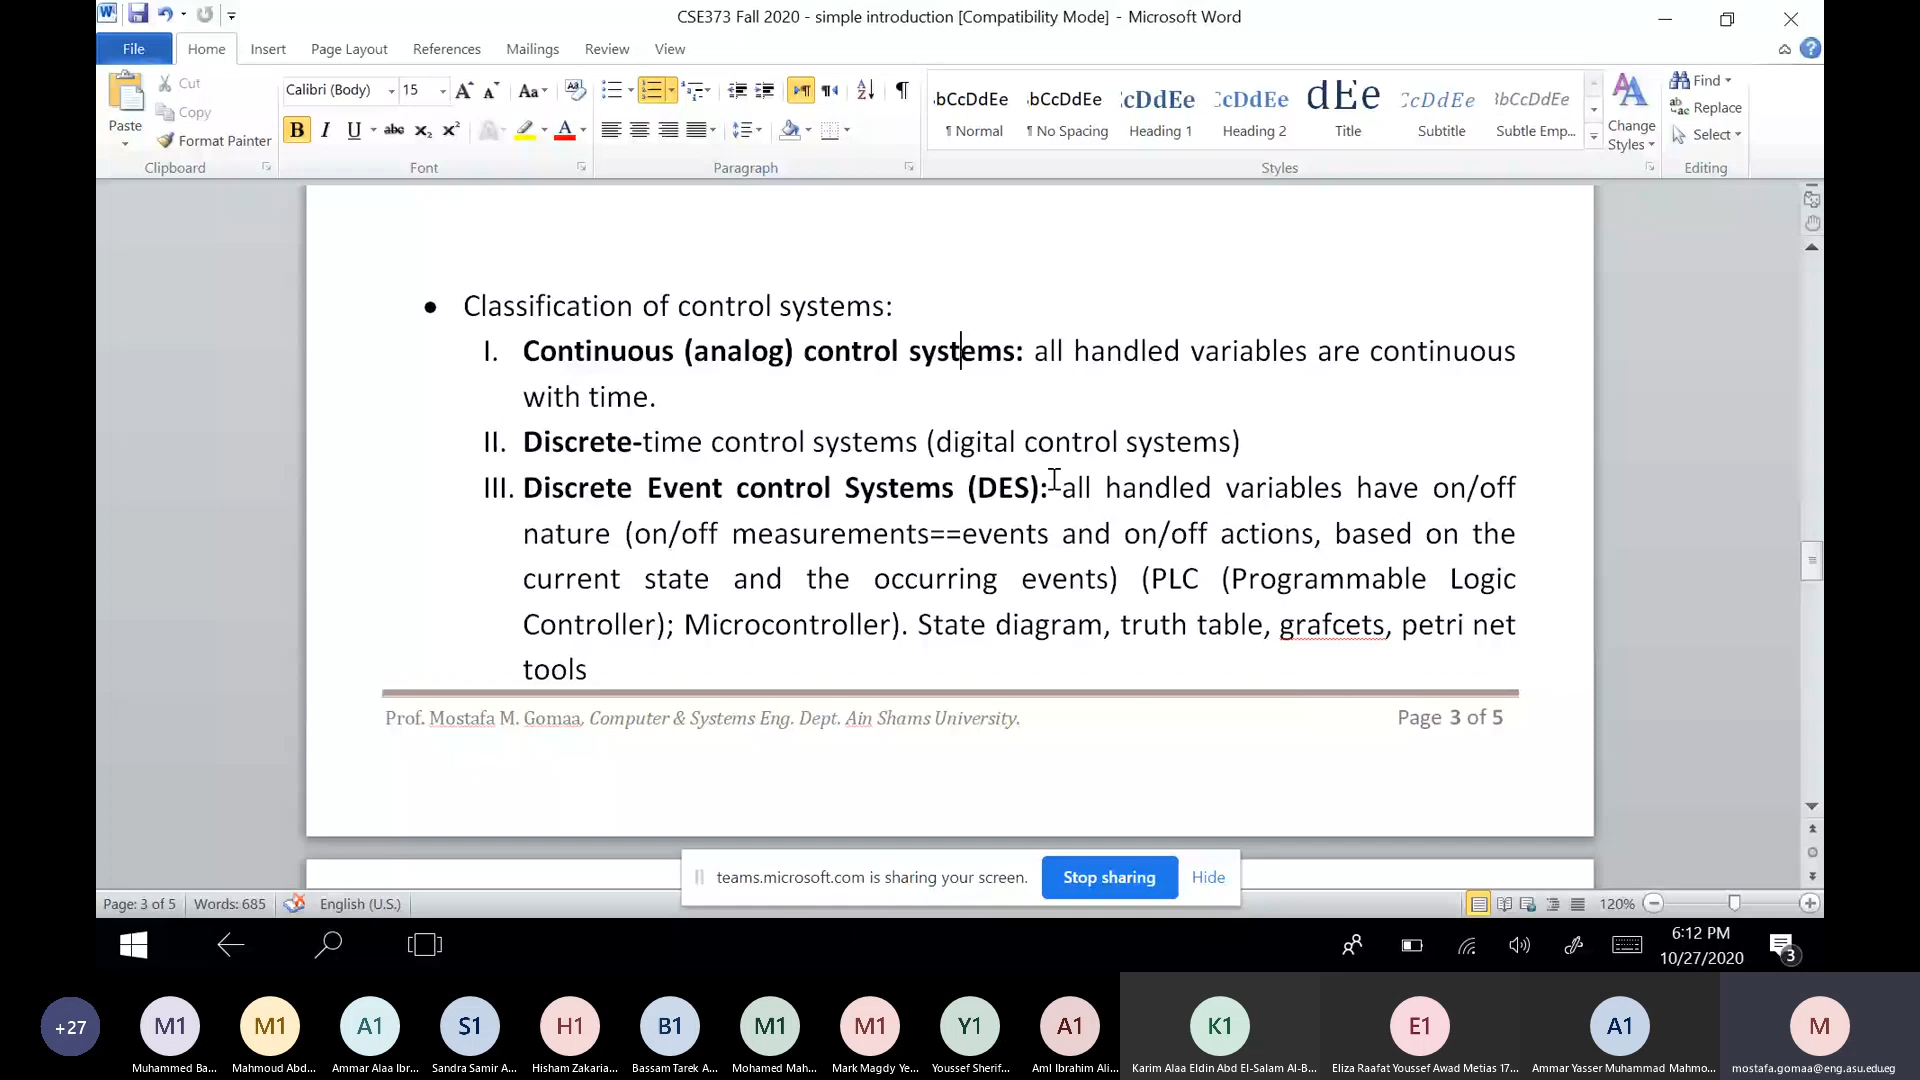 CSE373 Fall 2020 - simple introduction [Compatibility Mode] - Microsoft Word
File Home Insert Page Layout References Mailings Review View
Paste
Cut
Copy
Format Painter
Clipboard
Calibri (Body) 15
Font
Paragraph
¶ Normal
¶ No Spacing
Heading 1
Heading 2
Title
Subtitle
Subtle Emp...
Change Styles
Styles
Find
Replace
Select
Editing
• Classification of control systems:
I. Continuous (analog) control systems: all handled variables are continuous
with time.
II. Discrete-time control systems (digital control systems)
III. Discrete Event control Systems (DES): all handled variables have on/off
nature (on/off measurements==events and on/off actions, based on the
current state and the occurring events) (PLC (Programmable Logic
Controller); Microcontroller). State diagram, truth table, grafcets, petri net
tools
Prof. Mostafa M. Gomaa, Computer & Systems Eng. Dept. Ain Shams University. Page 3 of 5
teams.microsoft.com is sharing your screen. Stop sharing Hide
Page: 3 of 5 Words: 685 English (U.S.) 120%
6:12 PM
10/27/2020
3
+27 M1 M1 A1 S1 H1 B1 M1 M1 Y1 A1 K1 E1 A1 M
Muhammed Ba... Mahmoud Abd... Ammar Alaa Ibr... Sandra Samir A... Hisham Zakaria... Bassam Tarek A... Mohamed Mah... Mark Magdy Ye... Youssef Sherif... Aml Ibrahim Ali... Karim Alaa Eldin Abd El-Salam Al-B... Eliza Raafat Youssef Awad Metias 17... Ammar Yasser Muhammad Mahmo... mostafa.gomaa@eng.asu.edu.eg